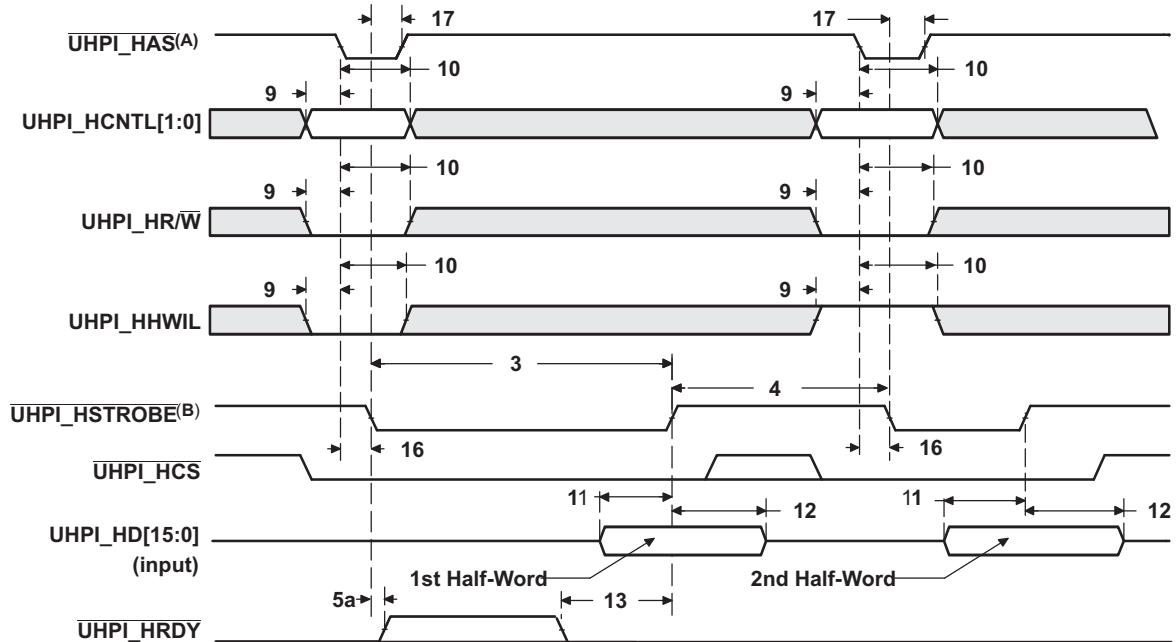 17 17
UHPI_HAS(A)
10 10
9 9
UHPI_HCNTL[1:0]
10 10
9 9
UHPI_HR/W
10 10
9 9
UHPI_HHWIL
3
4
UHPI_HSTROBE(B)
16 16
UHPI_HCS
11 11
12 12
UHPI_HD[15:0]
(input)
1st Half-Word 2nd Half-Word
5a 13
UHPI_HRDY